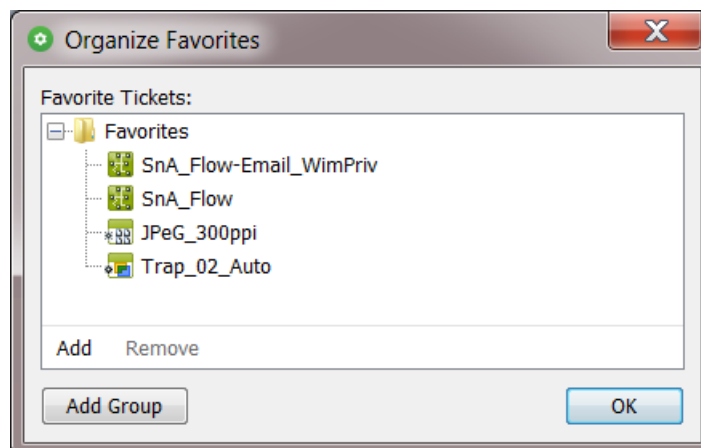 Organize Favorites
X
Favorite Tickets:
Favorites
SnA_Flow-Email_WimPriv
SnA_Flow
JPeG_300ppi
Trap_02_Auto
Add Remove
Add Group OK